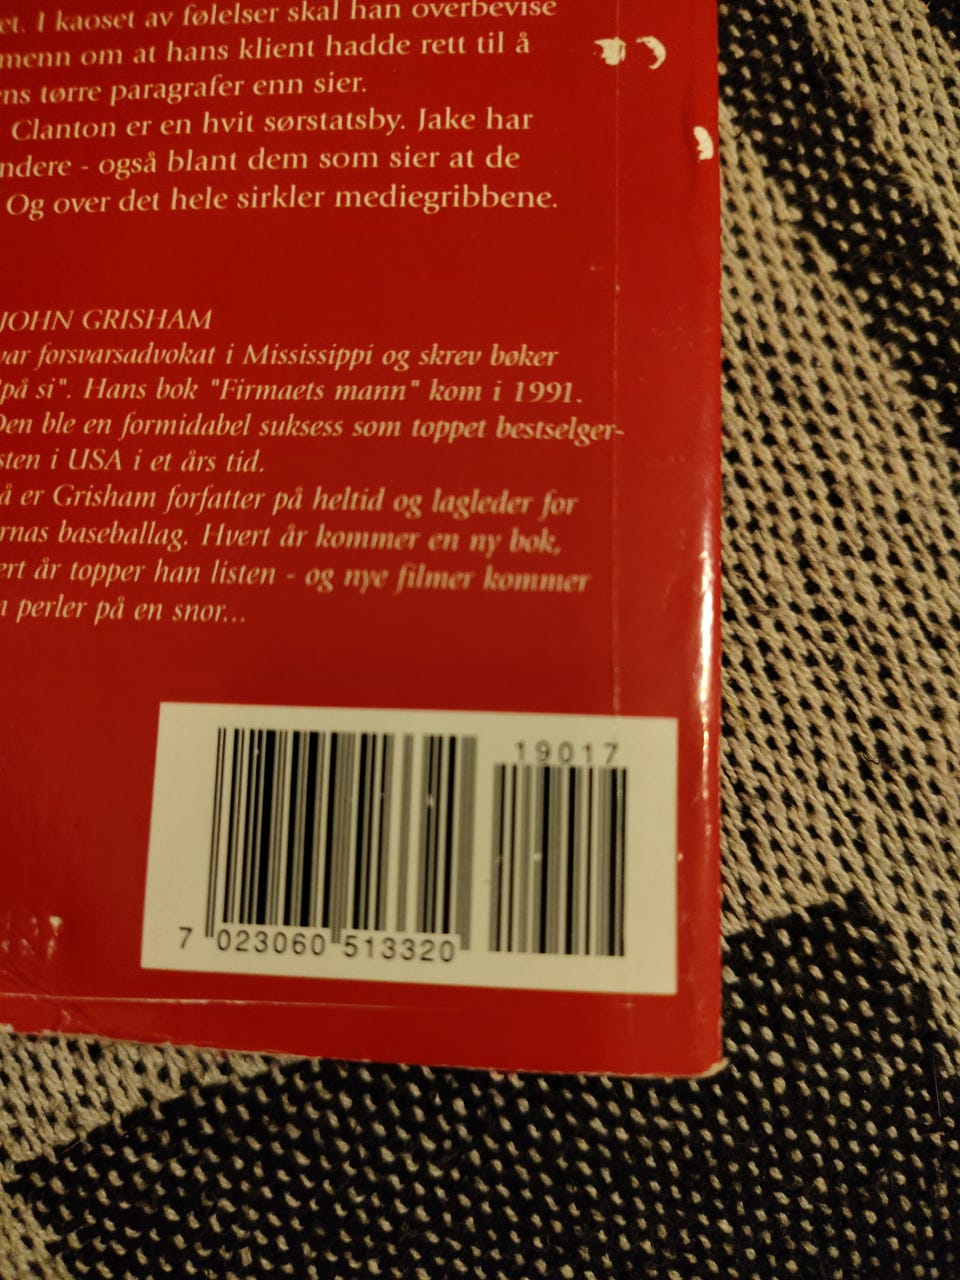 et. I kaoset av følelser skal han overbevise
menn om at hans klient hadde rett til å
ens tørre paragrafer enn sier.
Clanton er en hvit sørstatsby. Jake har
ndere - også blant dem som sier at de
Og over det hele sirkler mediegribbene.
JOHN GRISHAM
var forsvarsadvokat i Mississippi og skrev bøker
"på si". Hans bok "Firmaets mann" kom i 1991.
Den ble en formidabel suksess som toppet bestselger-
sten i USA i et års tid.
å er Grisham forfatter på heltid og lagleder for
rnas baseballag. Hvert år kommer en ny bok,
ert år topper han listen - og nye filmer kommer
n perler på en snor...
19017
7 023060 513320